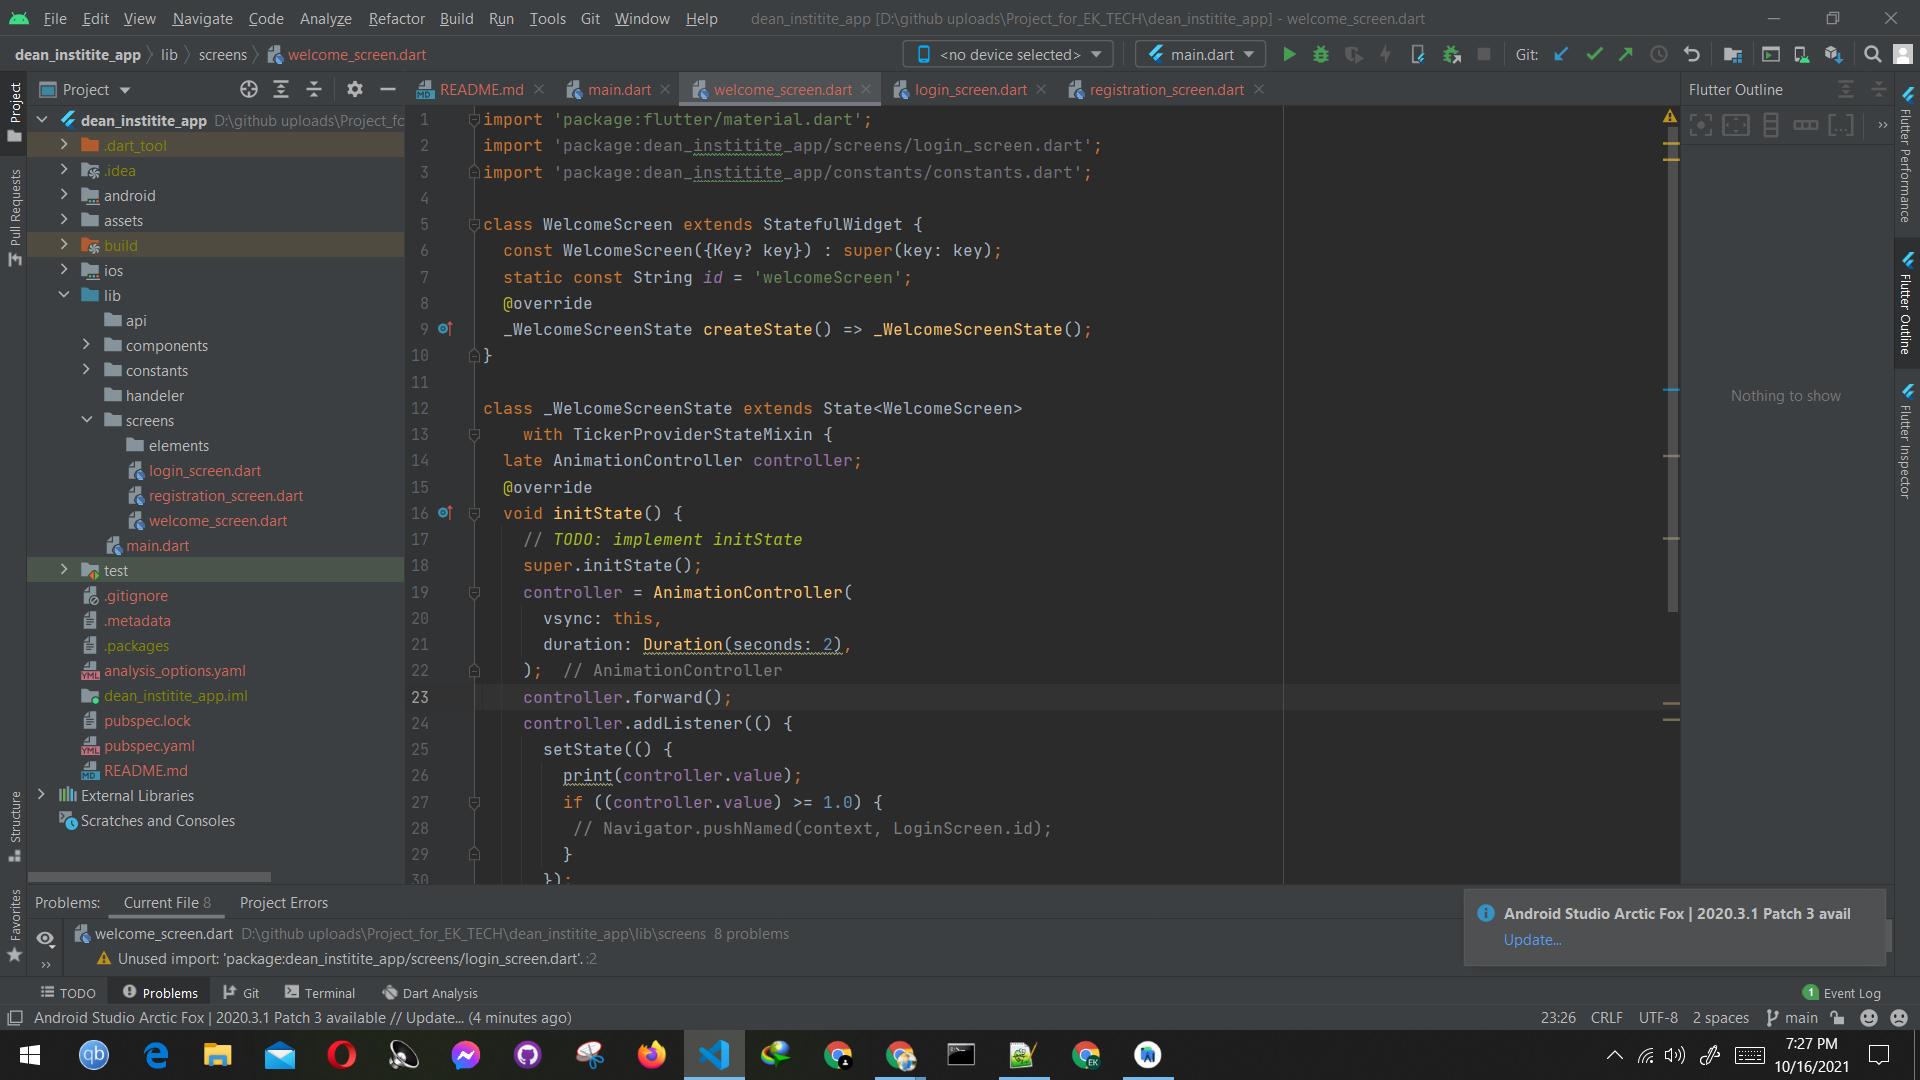 File Edit View Navigate Code Analyze Refactor Build Run Tools Git Window Help dean_institite_app [D:\github uploads\Project_for_EK_TECH\dean_institite_app] - welcome_screen.dart
dean_institite_app lib screens welcome_screen.dart <no device selected> main.dart Git:
Project README.md main.dart welcome_screen.dart login_screen.dart registration_screen.dart Flutter Outline
Project
Pull Requests
Structure
Favorites
dean_institite_app D:\github uploads\Project_fc
.dart_tool
.idea
android
assets
build
ios
lib
api
components
constants
handeler
screens
elements
login_screen.dart
registration_screen.dart
welcome_screen.dart
main.dart
test
.gitignore
.metadata
.packages
analysis_options.yaml
dean_institite_app.iml
pubspec.lock
pubspec.yaml
README.md
External Libraries
Scratches and Consoles
1 import 'package:flutter/material.dart';
2 import 'package:dean_institite_app/screens/login_screen.dart';
3 import 'package:dean_institite_app/constants/constants.dart';
4
5 class WelcomeScreen extends StatefulWidget {
6 const WelcomeScreen({Key? key}) : super(key: key);
7 static const String id = 'welcomeScreen';
8 @override
9 _WelcomeScreenState createState() => _WelcomeScreenState();
10 }
11
12 class _WelcomeScreenState extends State<WelcomeScreen>
13 with TickerProviderStateMixin {
14 late AnimationController controller;
15 @override
16 void initState() {
17 // TODO: implement initState
18 super.initState();
19 controller = AnimationController(
20 vsync: this,
21 duration: Duration(seconds: 2),
22 ); // AnimationController
23 controller.forward();
24 controller.addListener(() {
25 setState(() {
26 print(controller.value);
27 if ((controller.value) >= 1.0) {
28 // Navigator.pushNamed(context, LoginScreen.id);
29 }
30 });
Nothing to show
Flutter Performance
Flutter Outline
Flutter Inspector
Problems: Current File 8 Project Errors
welcome_screen.dart D:\github uploads\Project_for_EK_TECH\dean_institite_app\lib\screens 8 problems
Unused import: 'package:dean_institite_app/screens/login_screen.dart'. :2
Android Studio Arctic Fox | 2020.3.1 Patch 3 avail
Update...
TODO Problems Git Terminal Dart Analysis 1 Event Log
Android Studio Arctic Fox | 2020.3.1 Patch 3 available // Update... (4 minutes ago) 23:26 CRLF UTF-8 2 spaces main
qb EK
7:27 PM
10/16/2021